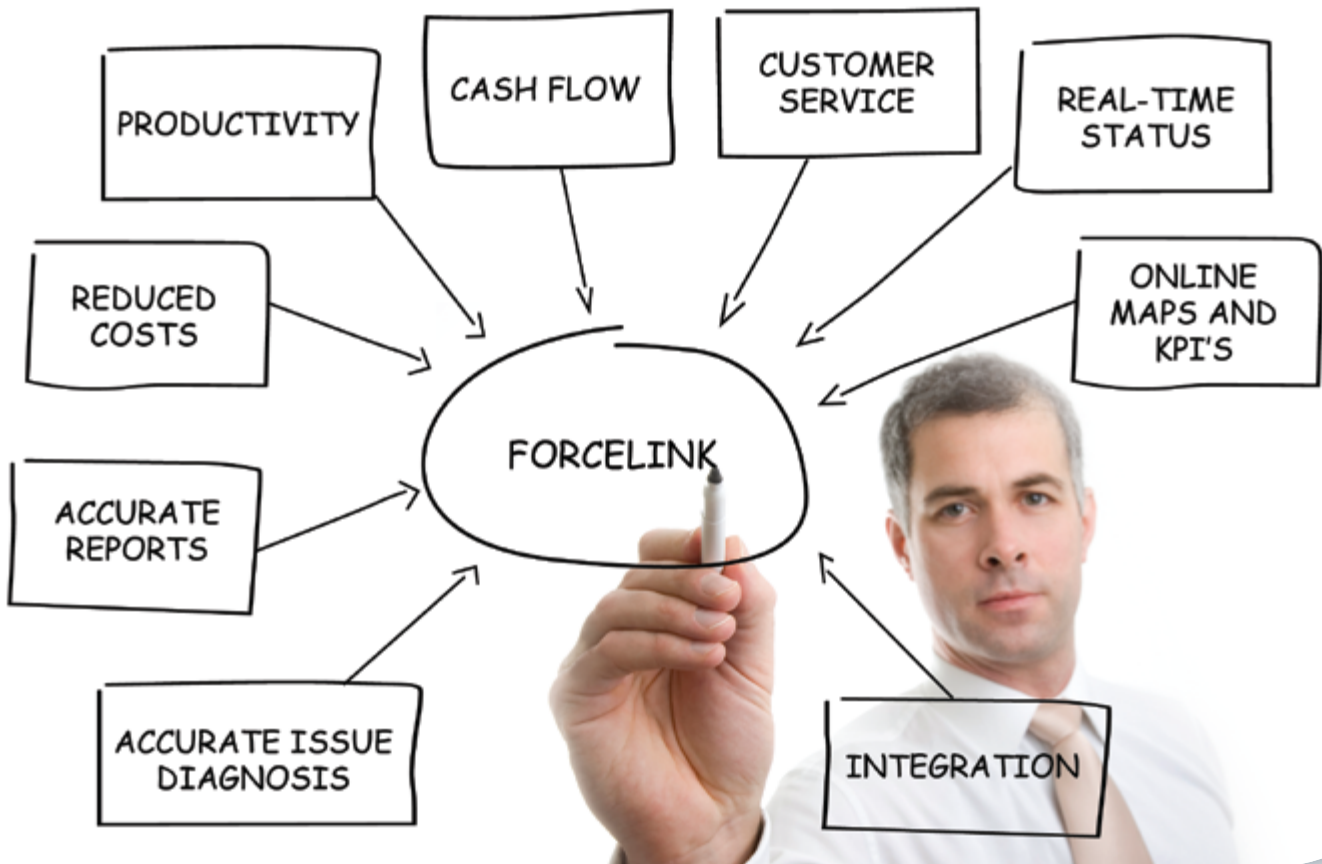 PRODUCTIVITY
CASH FLOW
CUSTOMER
SERVICE
REAL-TIME
STATUS
REDUCED
COSTS
ONLINE
MAPS AND
KPI'S
FORCELINK
ACCURATE
REPORTS
ACCURATE ISSUE
DIAGNOSIS
INTEGRATION